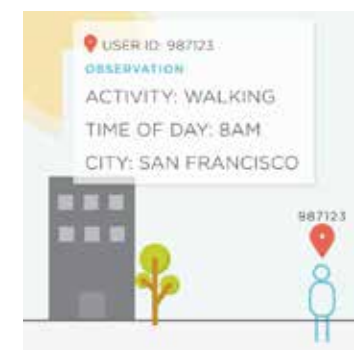 USER ID: 987123
OBSERVATION
ACTIVITY: WALKING
TIME OF DAY: 8AM
CITY: SAN FRANCISCO
987123